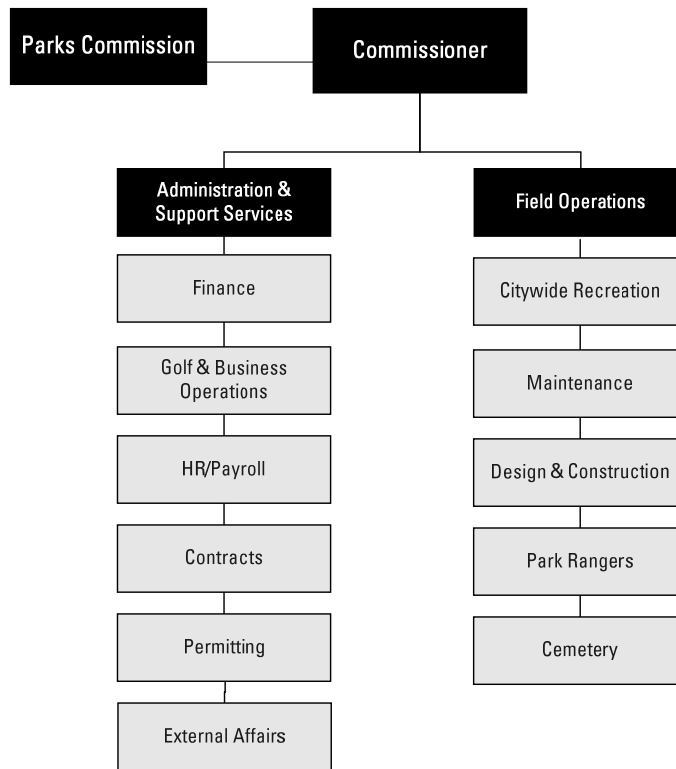 Parks Commission
Commissioner
Administration &
Support Services
Finance
Golf & Business
Operations
HR/Payroll
Contracts
Permitting
External Affairs
Field Operations
Citywide Recreation
Maintenance
Design & Construction
Park Rangers
Cemetery